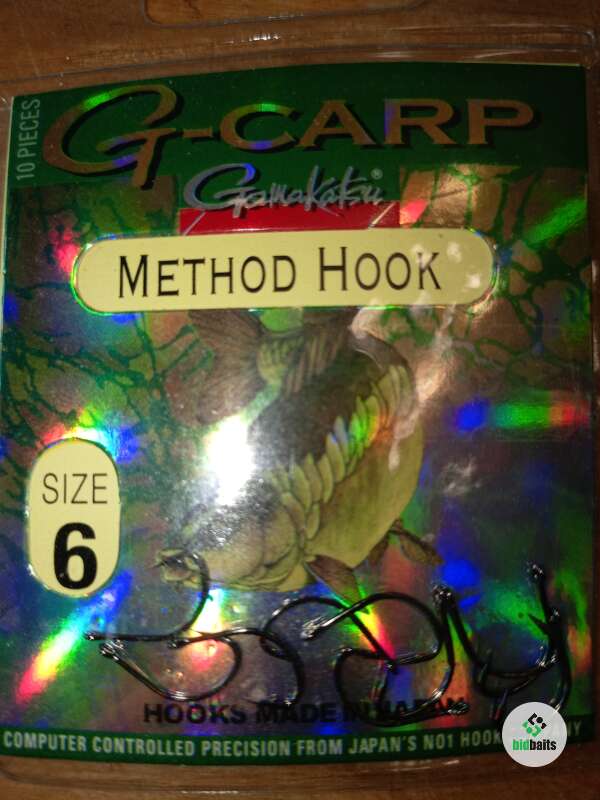 10 PIECES
G-CARP
Gamakatsu®
METHOD HOOK
SIZE
6
HOOKS MADE IN JAPAN
COMPUTER CONTROLLED PRECISION FROM JAPAN'S NO1 HOOK
bidbaits